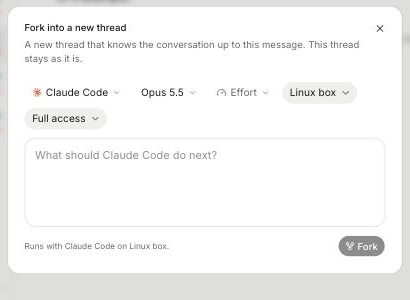 Fork into a new thread
A new thread that knows the conversation up to this message. This thread
stays as it is.
Claude Code Opus 5.5 Effort Linux box
Full access
What should Claude Code do next?
Runs with Claude Code on Linux box. Fork